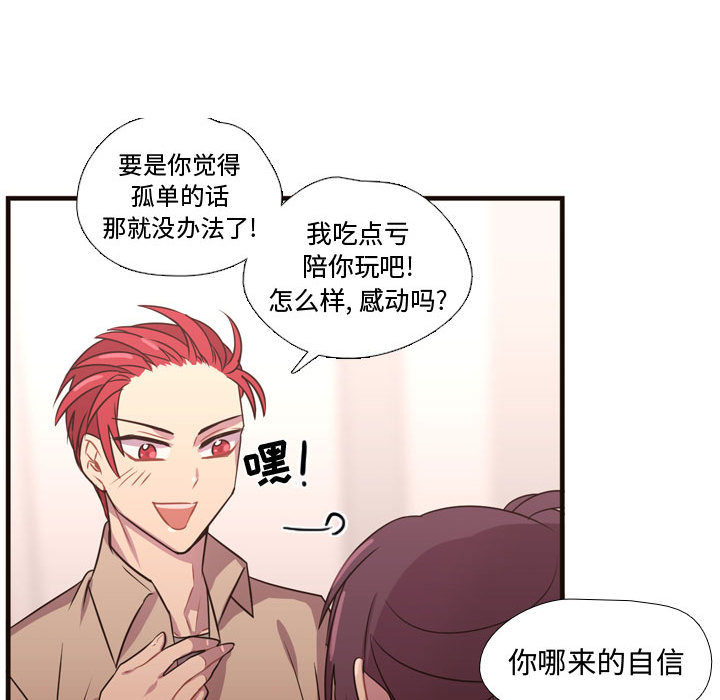 要是你觉得
孤单的话
那就没办法了!
我吃点亏
陪你玩吧!
怎么样, 感动吗?
嘿!
你哪来的自信